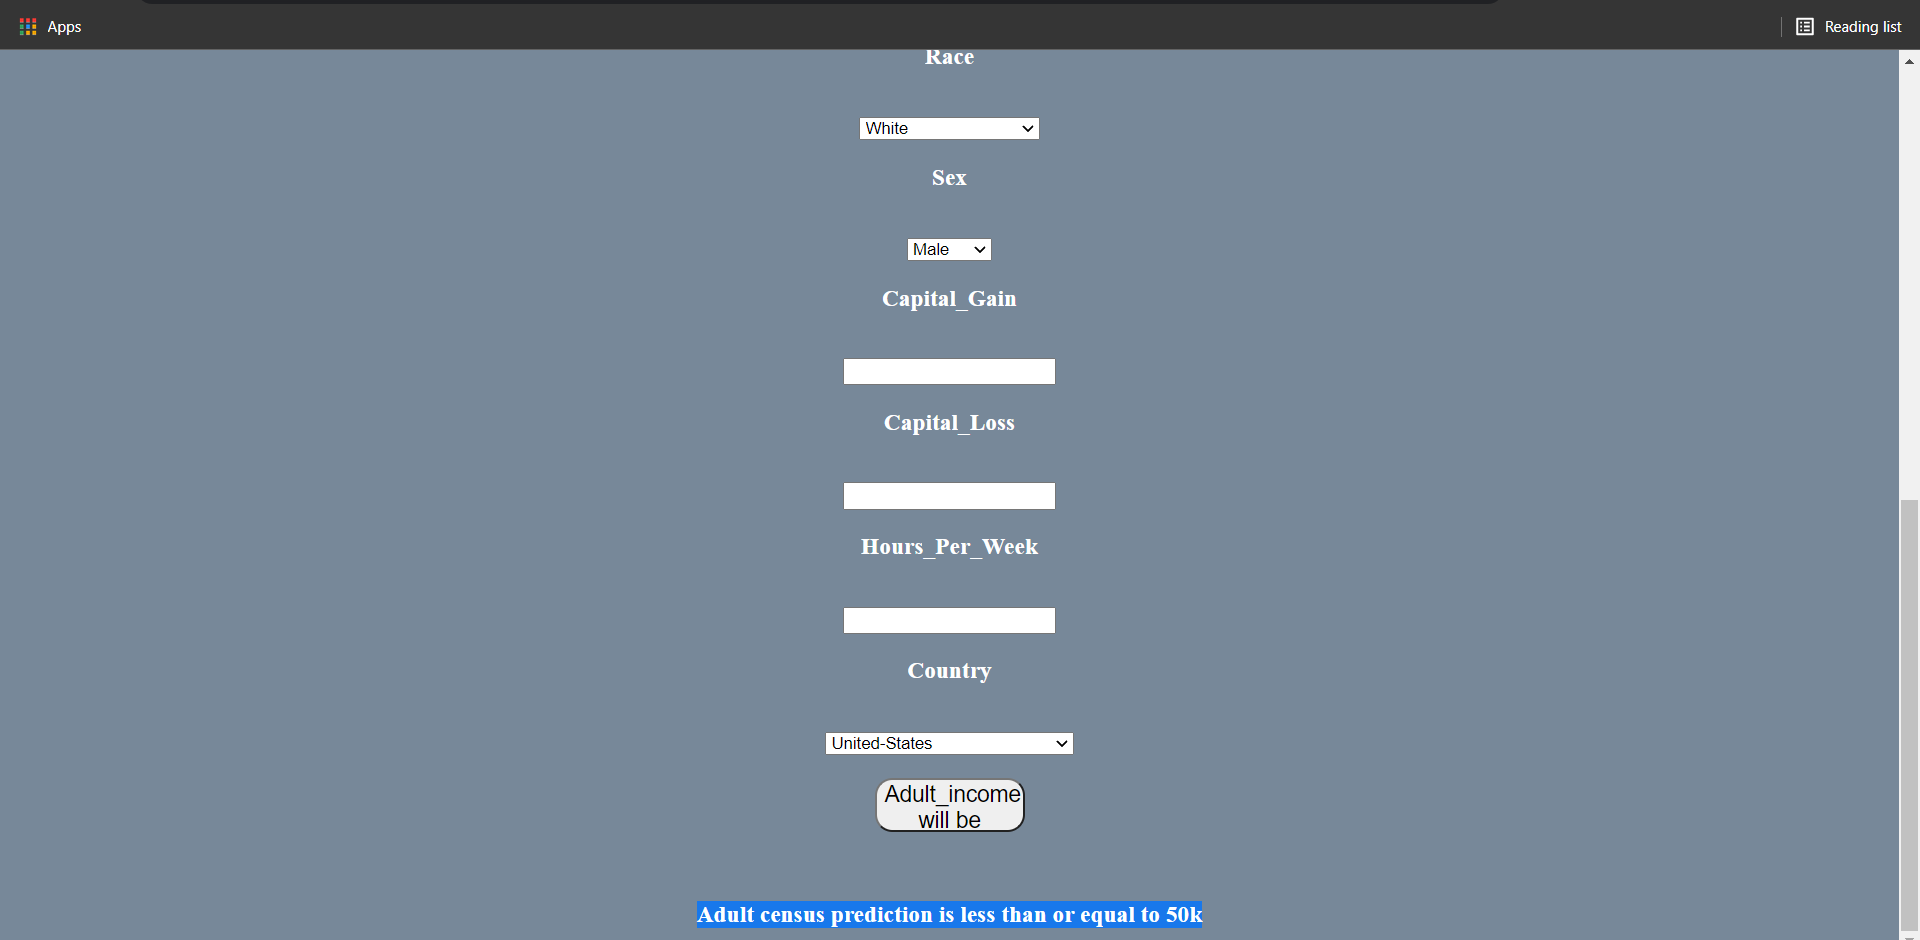 Apps
Reading list
Race
White
Sex
Male
Capital_Gain
Capital_Loss
Hours_Per_Week
Country
United-States
Adult_income
will be
Adult census prediction is less than or equal to 50k